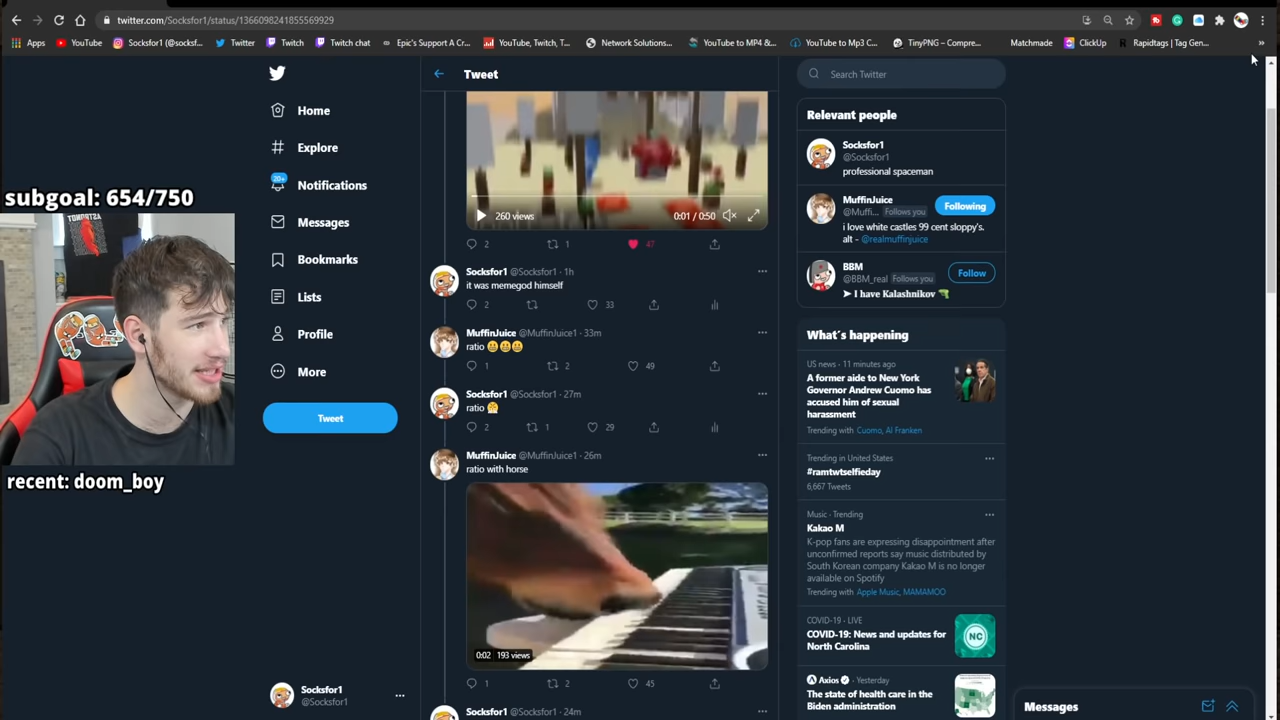 twitter.com/Socksfor1/status/1366098241855569929
Apps
YouTube
Socksfor1 (@socksf...
Twitter
Twitch
Twitch chat
Epic's Support A Cr...
YouTube, Twitch, T...
Network Solutions...
YouTube to MP4 &...
YouTube to Mp3 C...
TinyPNG – Compre...
Matchmade
ClickUp
Rapidtags | Tag Gen...
»
Home
Explore
20+
Notifications
Messages
Bookmarks
Lists
Profile
More
Tweet
Socksfor1
@Socksfor1
subgoal: 654/750
recent: doom_boy
Tweet
260 views
0:01 / 0:50
2 1 47
Socksfor1 @Socksfor1 · 1h
it was memegod himself
2 33
MuffinJuice @MuffinJuice1 · 33m
ratio 😀😀😀
1 2 49
Socksfor1 @Socksfor1 · 27m
ratio 😤
2 1 29
MuffinJuice @MuffinJuice1 · 26m
ratio with horse
0:02 193 views
1 2 45
Socksfor1 @Socksfor1 · 24m
Search Twitter
Relevant people
Socksfor1
@Socksfor1
professional spaceman
MuffinJuice
@Muffi... Follows you
Following
i love white castles 99 cent sloppy's.
alt - @realmuffinjuice
BBM
@BBM_real Follows you
Follow
➤ I have Kalashnikov 🔫
What's happening
US news · 11 minutes ago
A former aide to New York
Governor Andrew Cuomo has
accused him of sexual
harassment
Trending with Cuomo, Al Franken
Trending in United States
#ramtwtselfieday
6,667 Tweets
Music · Trending
Kakao M
K-pop fans are expressing disappointment after
unconfirmed reports say music distributed by
South Korean company Kakao M is no longer
available on Spotify
Trending with Apple Music, MAMAMOO
COVID-19 · LIVE
COVID-19: News and updates for
North Carolina
NC
Axios · Yesterday
The state of health care in the
Biden administration
Messages